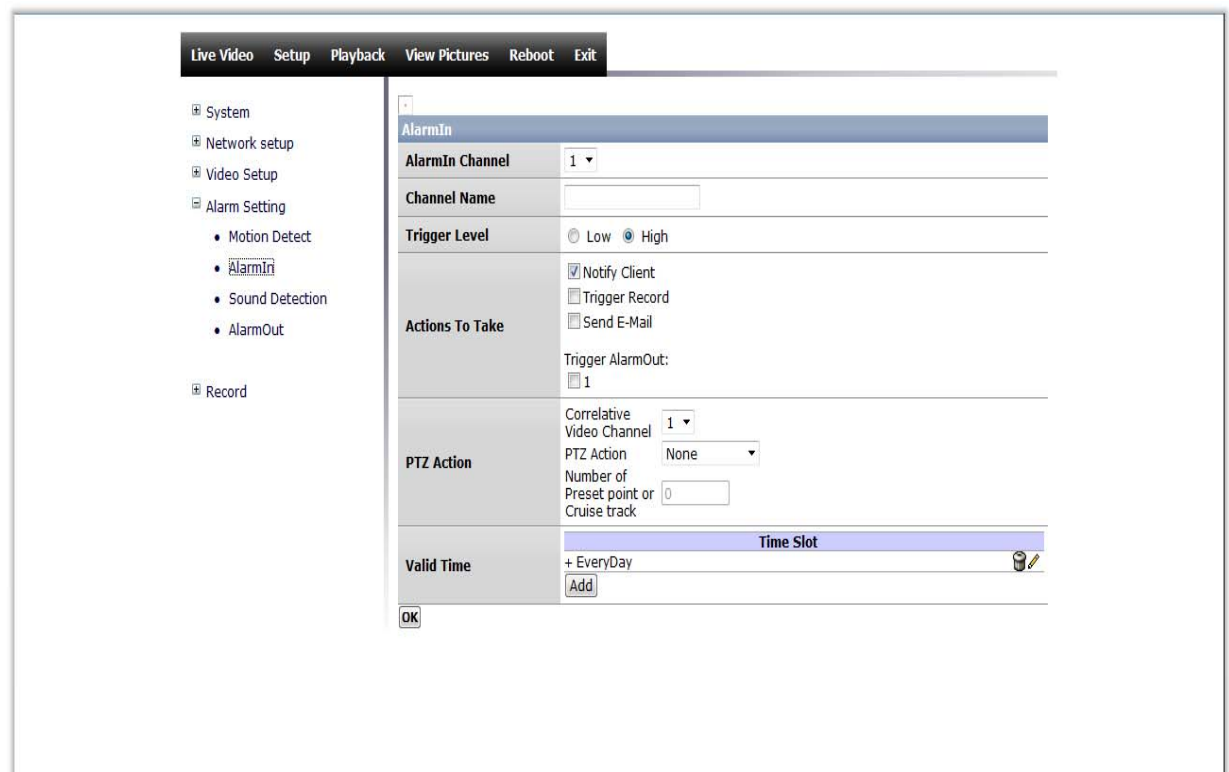 Live Video Setup Playback View Pictures Reboot Exit
System
Network setup
Video Setup
Alarm Setting
Motion Detect
AlarmIn
Sound Detection
AlarmOut
Record
AlarmIn
AlarmIn Channel 1
Channel Name
Trigger Level Low High
Actions To Take
Notify Client
Trigger Record
Send E-Mail
Trigger AlarmOut:
1
PTZ Action
Correlative
Video Channel 1
PTZ Action None
Number of
Preset point or 0
Cruise track
Valid Time
Time Slot
+ EveryDay
Add
OK